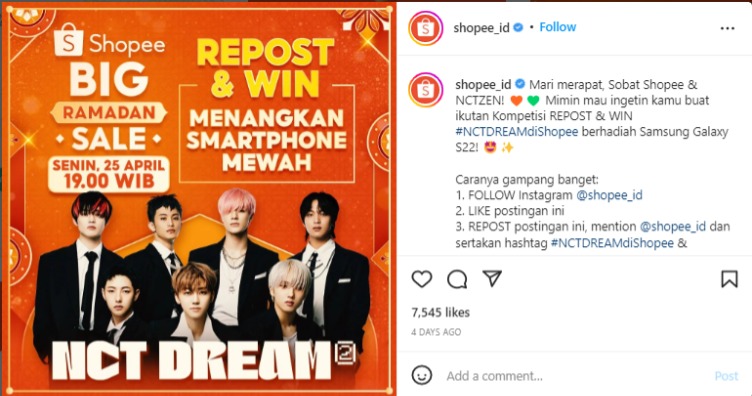 Shopee
BIG
RAMADAN
SALE
SENIN, 25 APRIL
19.00 WIB
REPOST
& WIN
MENANGKAN
SMARTPHONE
MEWAH
NCT DREAM 2
shopee_id • Follow
shopee_id Mari merapat, Sobat Shopee &
NCTZEN! 🧡 💚 Mimin mau ingetin kamu buat
ikutan Kompetisi REPOST & WIN
#NCTDREAMdiShopee berhadiah Samsung Galaxy
S22! 😍 ✨
Caranya gampang banget:
1. FOLLOW Instagram @shopee_id
2. LIKE postingan ini
3. REPOST postingan ini, mention @shopee_id dan
sertakan hashtag #NCTDREAMdiShopee &
7,545 likes
4 DAYS AGO
Add a comment...
Post